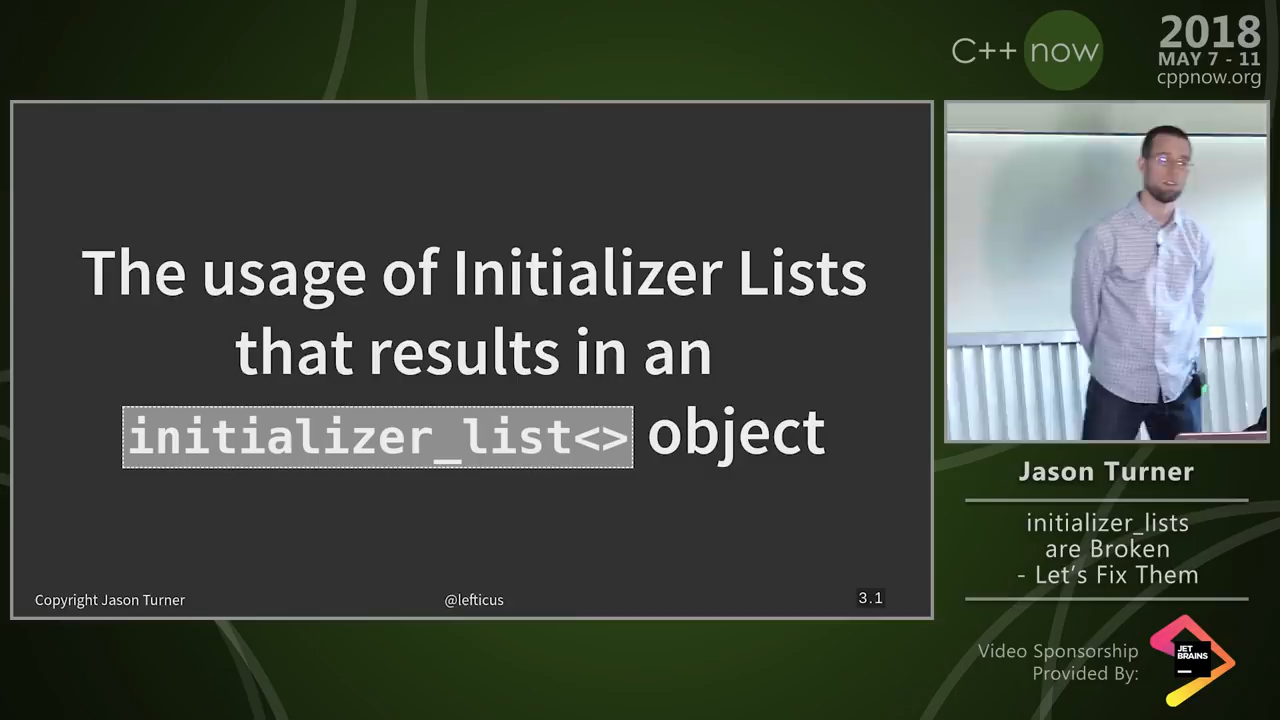 C++ now
2018
MAY 7 - 11
cppnow.org
The usage of Initializer Lists
that results in an
initializer_list<> object
Copyright Jason Turner
@lefticus
3.1
Jason Turner
initializer_lists
are Broken
- Let's Fix Them
Video Sponsorship
Provided By:
JET
BRAINS